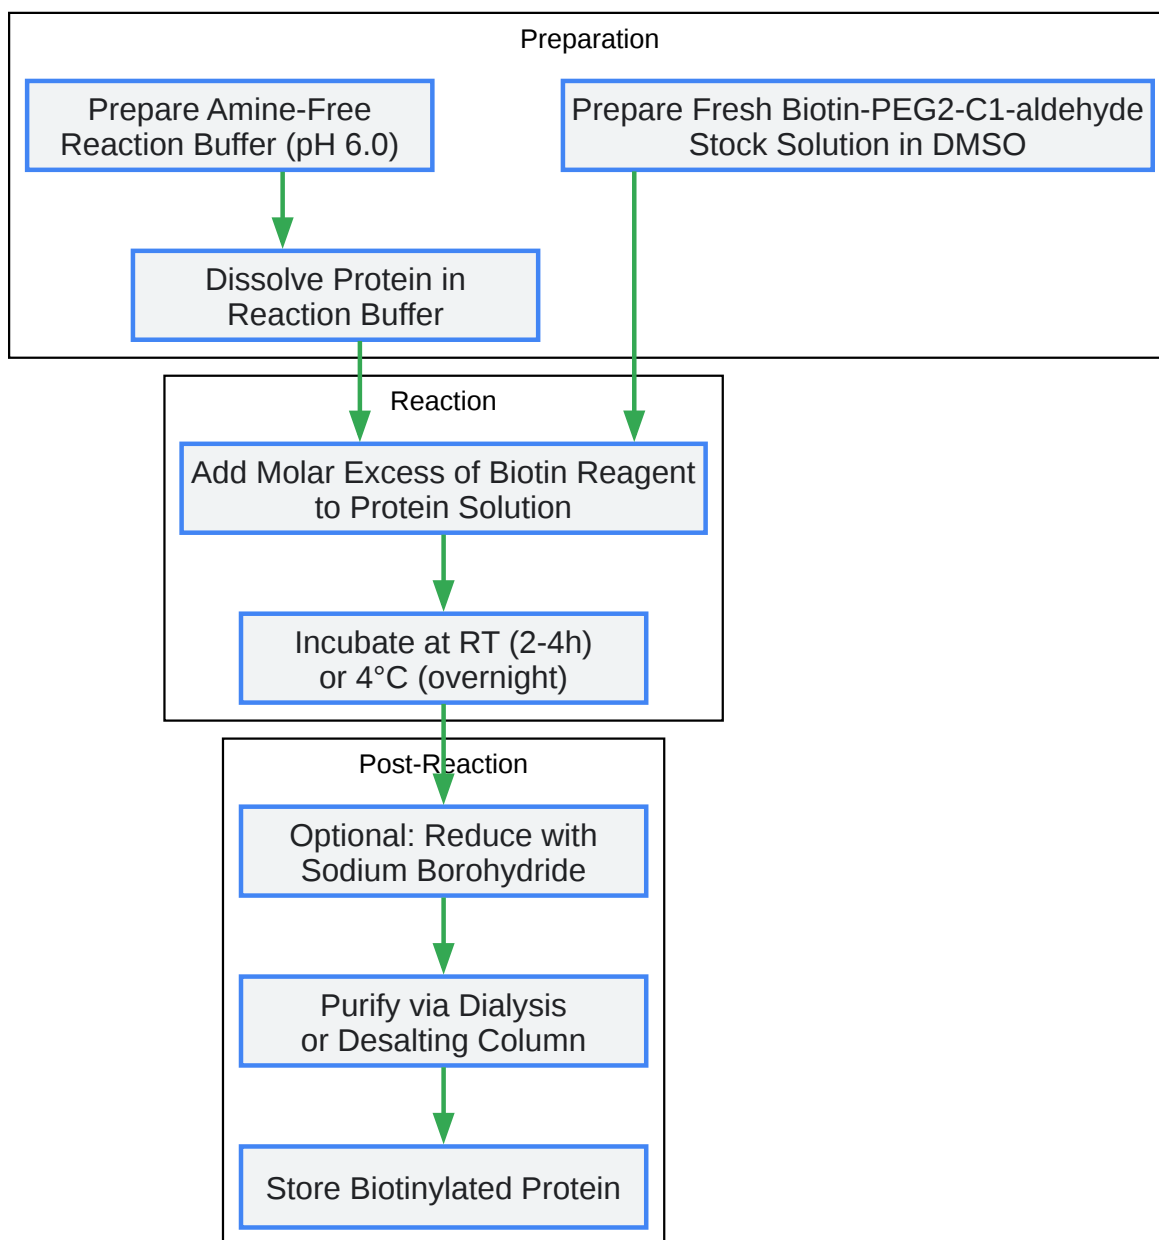 Preparation
Prepare Amine-Free
Reaction Buffer (pH 6.0)
Prepare Fresh Biotin-PEG2-C1-aldehyde
Stock Solution in DMSO
Dissolve Protein in
Reaction Buffer
Reaction
Add Molar Excess of Biotin Reagent
to Protein Solution
Incubate at RT (2-4h)
or 4°C (overnight)
Post-Reaction
Optional: Reduce with
Sodium Borohydride
Purify via Dialysis
or Desalting Column
Store Biotinylated Protein